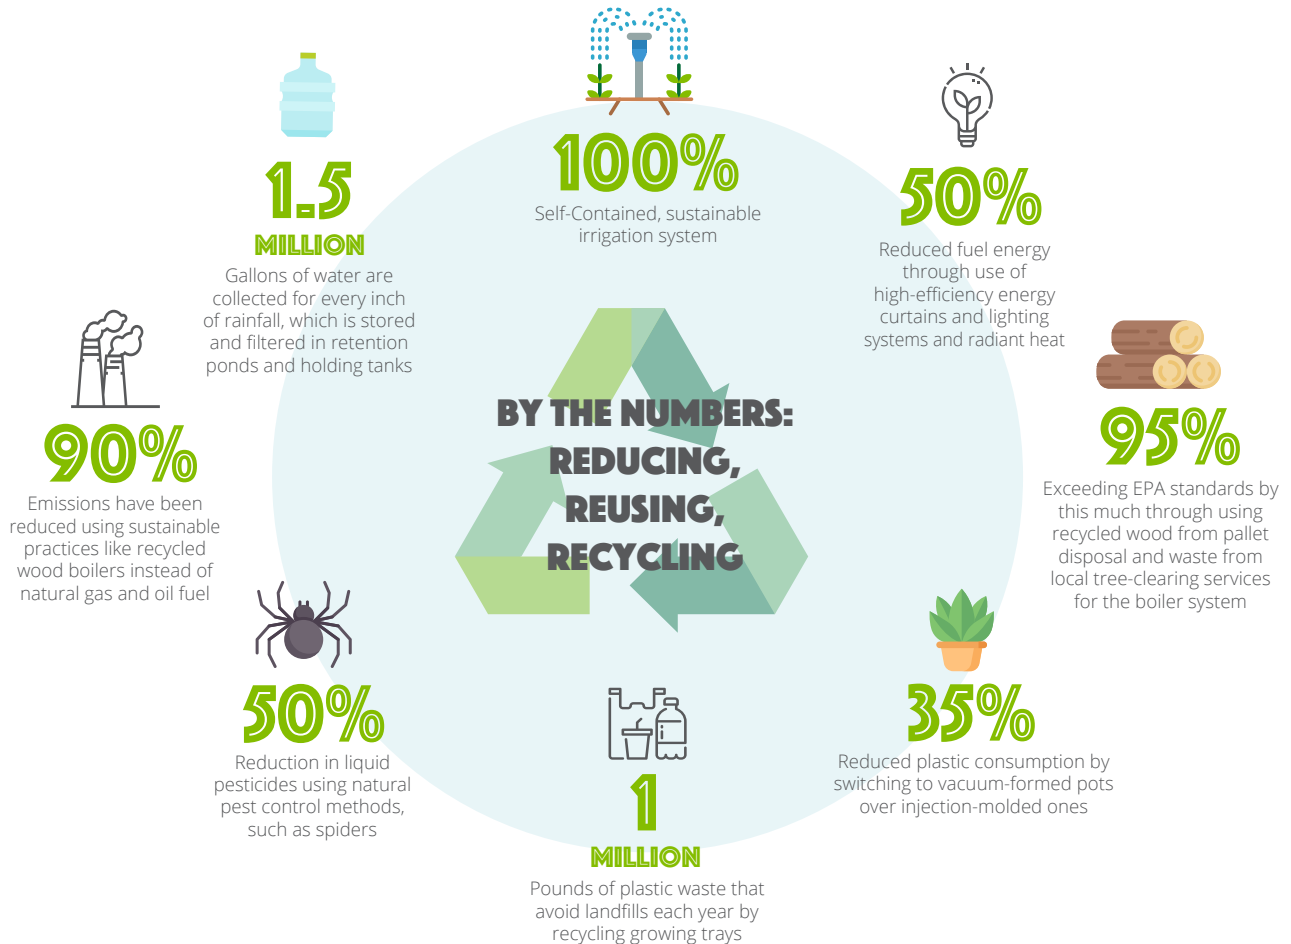 100%
Self-Contained, sustainable
irrigation system
50%
Reduced fuel energy
through use of
high-efficiency energy
curtains and lighting
systems and radiant heat
95%
Exceeding EPA standards by
this much through using
recycled wood from pallet
disposal and waste from
local tree-clearing services
for the boiler system
35%
Reduced plastic consumption by
switching to vacuum-formed pots
over injection-molded ones
1
MILLION
Pounds of plastic waste that
avoid landfills each year by
recycling growing trays
50%
Reduction in liquid
pesticides using natural
pest control methods,
such as spiders
90%
Emissions have been
reduced using sustainable
practices like recycled
wood boilers instead of
natural gas and oil fuel
1.5
MILLION
Gallons of water are
collected for every inch
of rainfall, which is stored
and filtered in retention
ponds and holding tanks
BY THE NUMBERS:
REDUCING,
REUSING,
RECYCLING